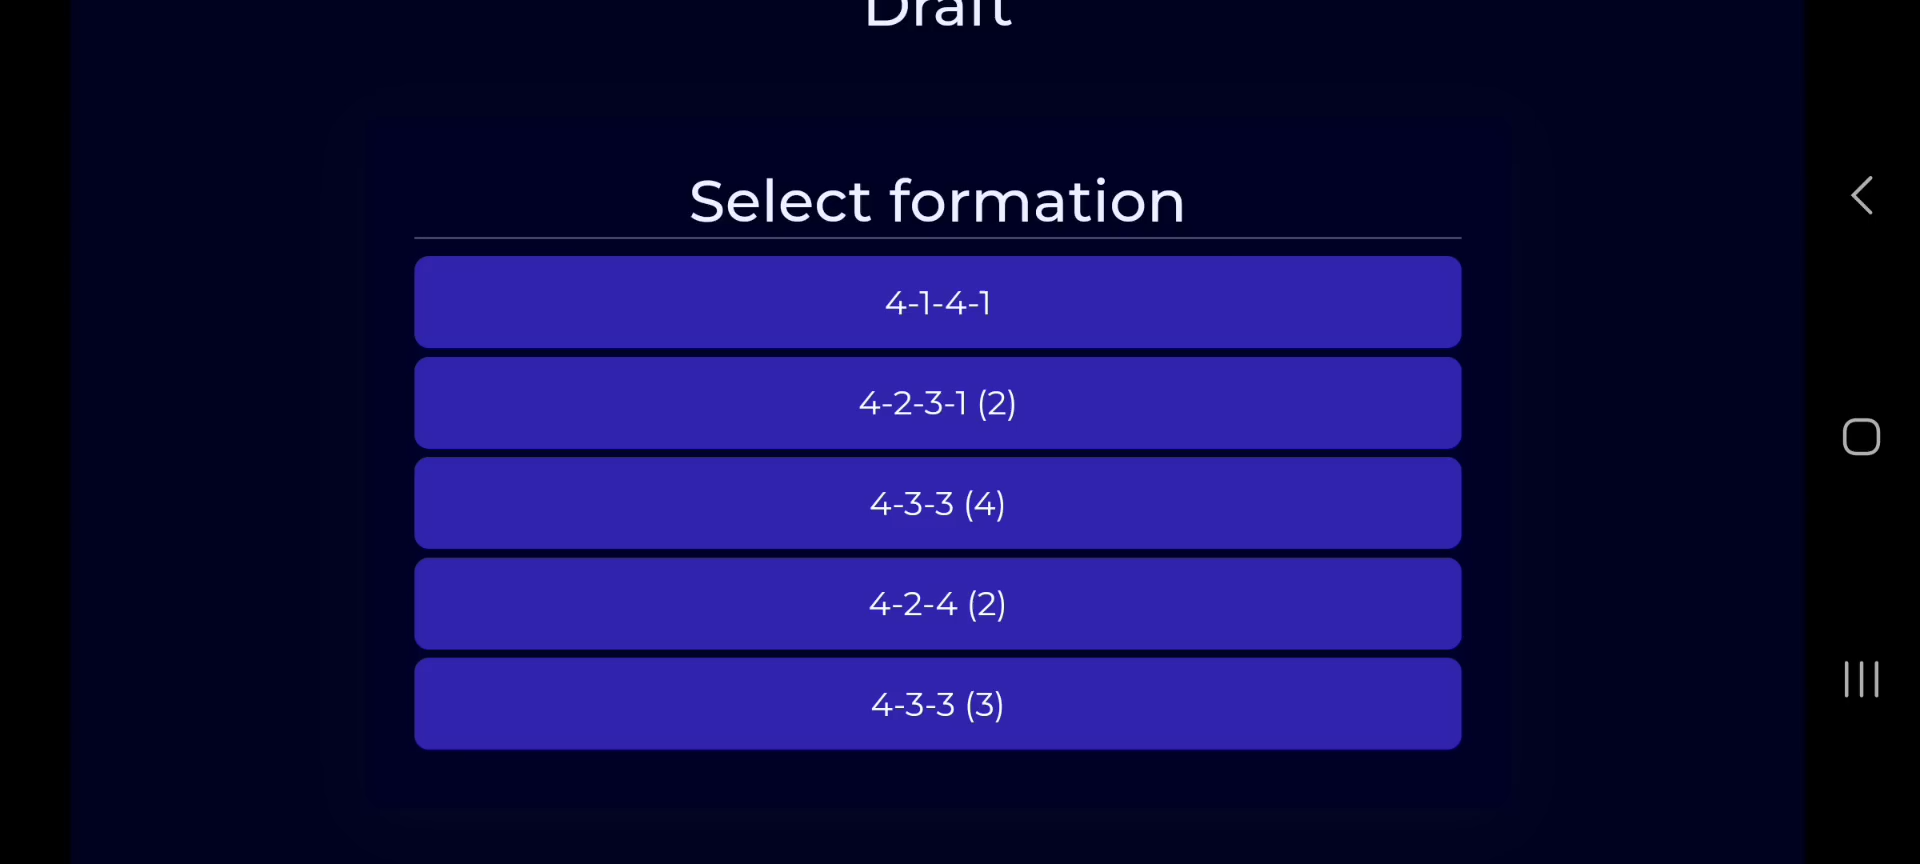 Draft
Select formation
4-1-4-1
4-2-3-1 (2)
4-3-3 (4)
4-2-4 (2)
4-3-3 (3)